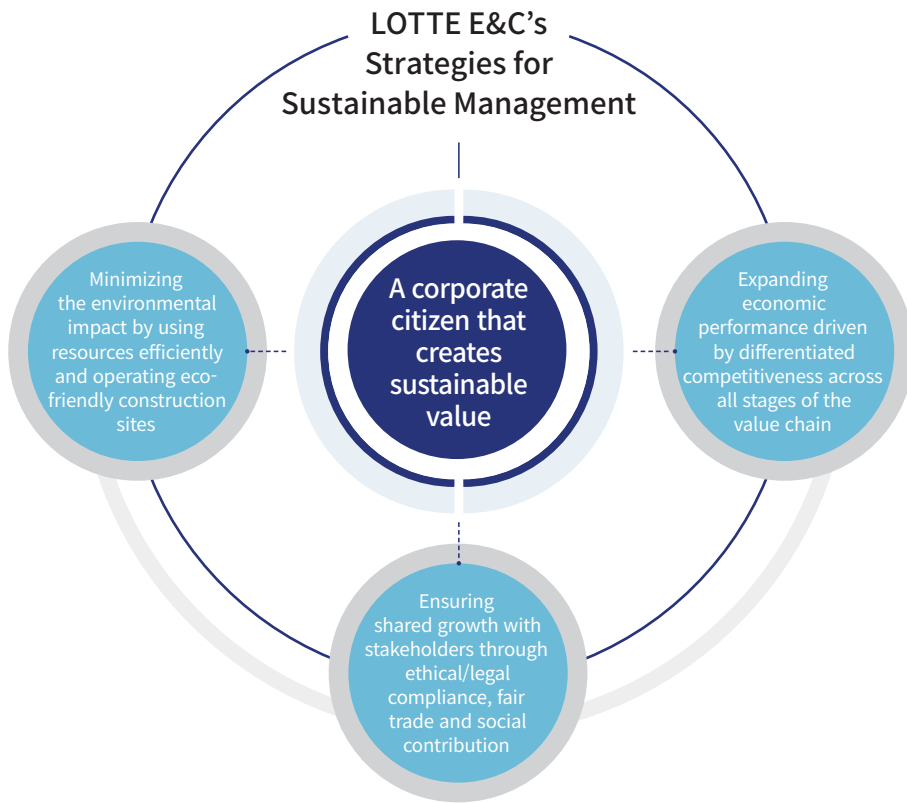 LOTTE E&C’s
Strategies for
Sustainable Management
A corporate
citizen that
creates
sustainable
value
Minimizing
the environmental
impact by using
resources efficiently
and operating eco-
friendly construction
sites
Expanding
economic
performance driven
by differentiated
competitiveness across
all stages of the
value chain
Ensuring
shared growth with
stakeholders through
ethical/legal
compliance, fair
trade and social
contribution